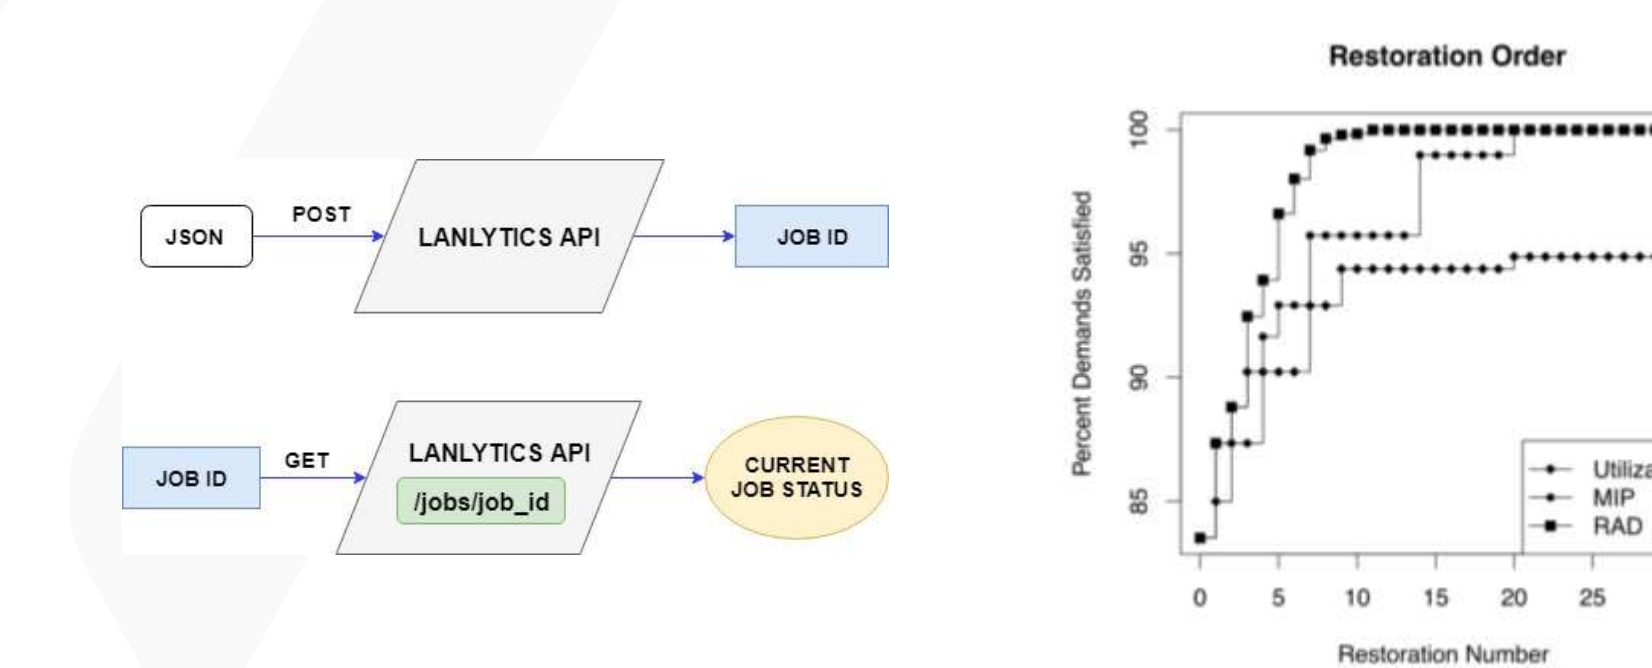 JSON
POST
LANLYTICS API
JOB ID
JOB ID
GET
LANLYTICS API
/jobs/job_id
CURRENT
JOB STATUS
Restoration Order
Percent Demands Satisfied
100
95
90
85
MIP
RAD
0 5 10 15 20 25
Restoration Number